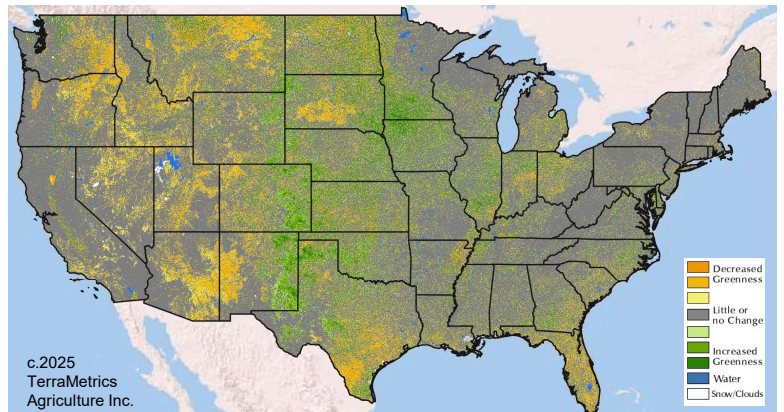 Decreased
Greenness
Little or
no Change
Increased
Greenness
Water
Snow/Clouds
c.2025
TerraMetrics
Agriculture Inc.